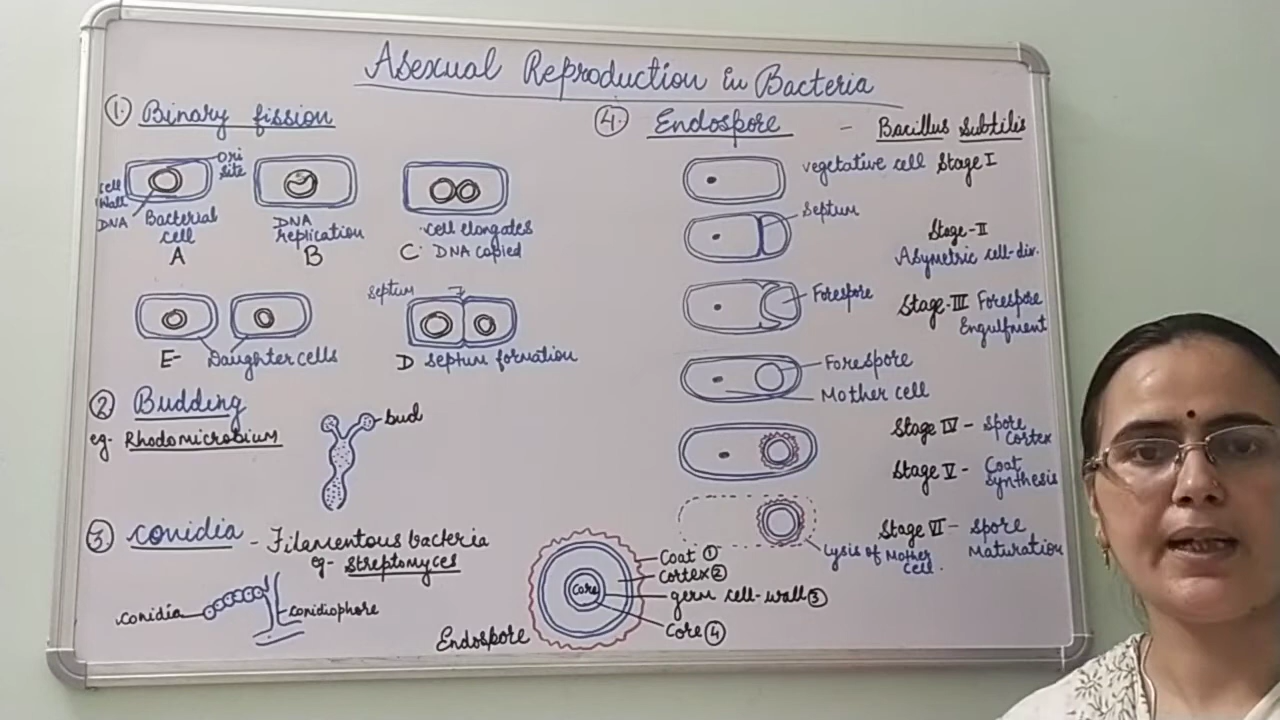 Asexual Reproduction in Bacteria
1. Binary fission
Ori
site
Cell
Wall
DNA
Bacterial
cell
A
DNA
replication
B
cell elongates
C. DNA copied
Septum
E- Daughter cells
D Septum formation
2 Budding
eg- Rhodomicrobium
bud
3. Conidia - Filamentous bacteria
eg- Streptomyces
Conidia
Conidiophore
4. Endospore - Bacillus Subtilis
vegetative cell Stage I
Septum
Stage-II
Asymetric cell-div.
Forespore
Stage-III Forespore
Engulfment
Forespore
Mother cell
Stage IV - Spore
Cortex
Stage V - Coat
Synthesis
Stage VI - Spore
Maturation
Lysis of Mother
Cell.
Coat 1
Cortex 2
germ cell-wall 3
Core 4
Core
Endospore